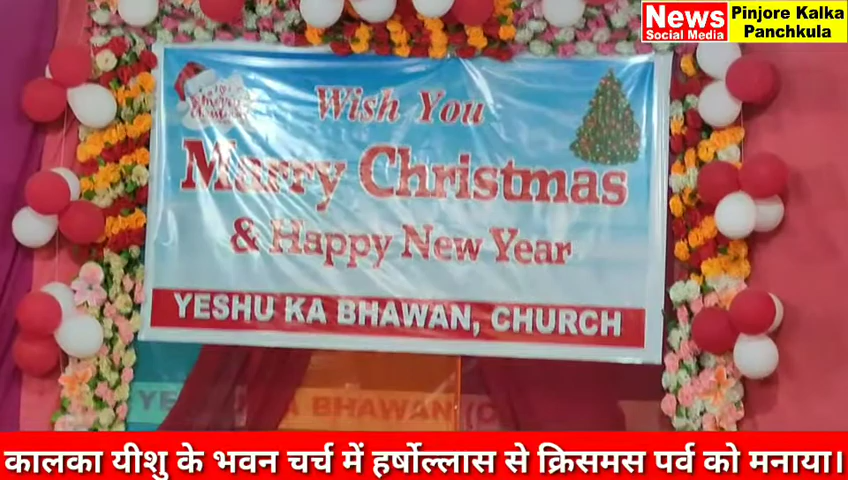 News
Social Media
Pinjore Kalka
Panchkula
Wish You
Marry Christmas
& Happy New Year
YESHU KA BHAWAN, CHURCH
BHAWAN
कालका यीशु के भवन चर्च में हर्षोल्लास से क्रिसमस पर्व को मनाया।